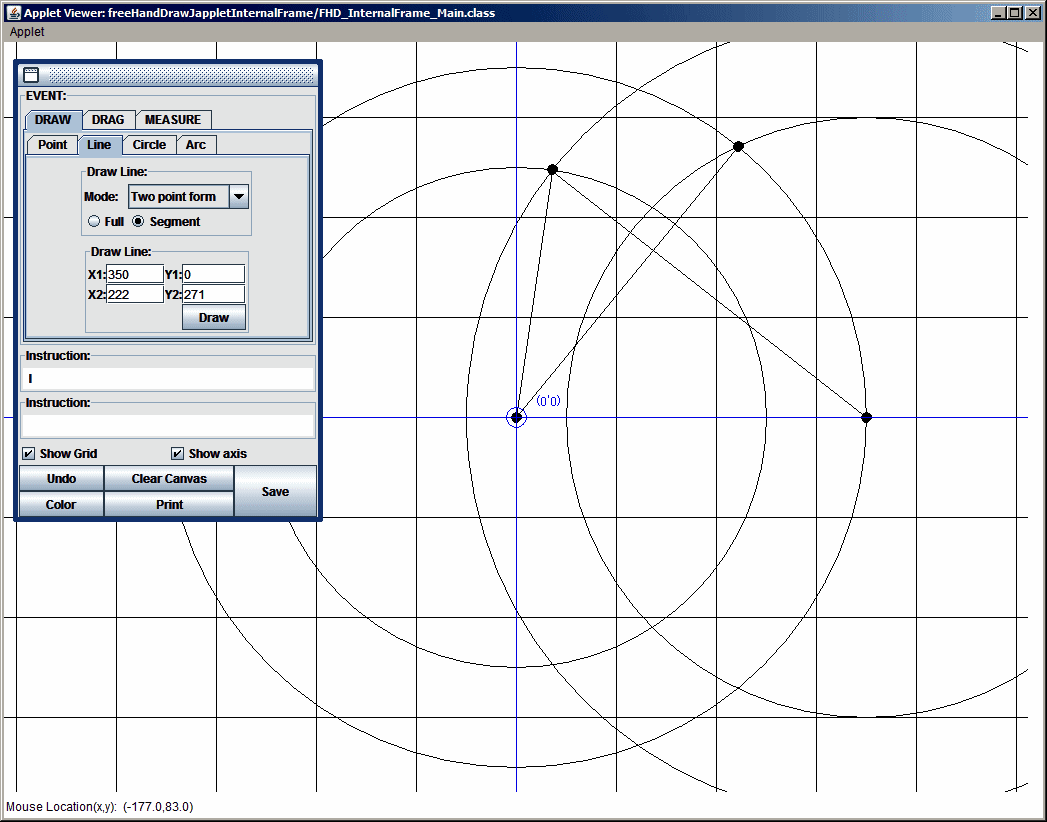 Applet Viewer: freeHandDrawJappletInternalFrame/FHD_InternalFrame_Main.class
Applet
EVENT:
DRAW DRAG MEASURE
Point Line Circle Arc
Draw Line:
Mode: Two point form
Full Segment
Draw Line:
X1: 350 Y1: 0
X2: 222 Y2: 271
Draw
Instruction:
I
Instruction:
Show Grid Show axis
Undo Clear Canvas Save
Color Print
(0'0)
Mouse Location(x,y): (-177.0,83.0)